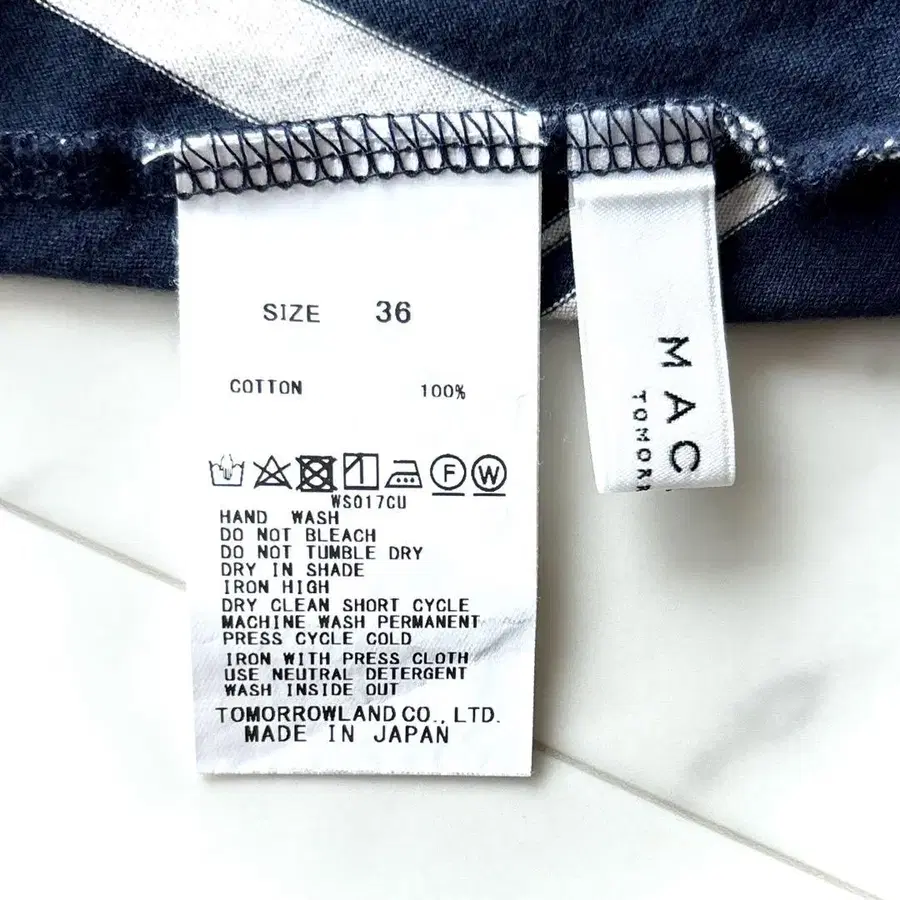 SIZE 36
COTTON 100%
F W
WS017CU
HAND WASH
DO NOT BLEACH
DO NOT TUMBLE DRY
DRY IN SHADE
IRON HIGH
DRY CLEAN SHORT CYCLE
MACHINE WASH PERMANENT
PRESS CYCLE COLD
IRON WITH PRESS CLOTH
USE NEUTRAL DETERGENT
WASH INSIDE OUT
TOMORROWLAND CO., LTD.
MADE IN JAPAN
MAC
TOMORR